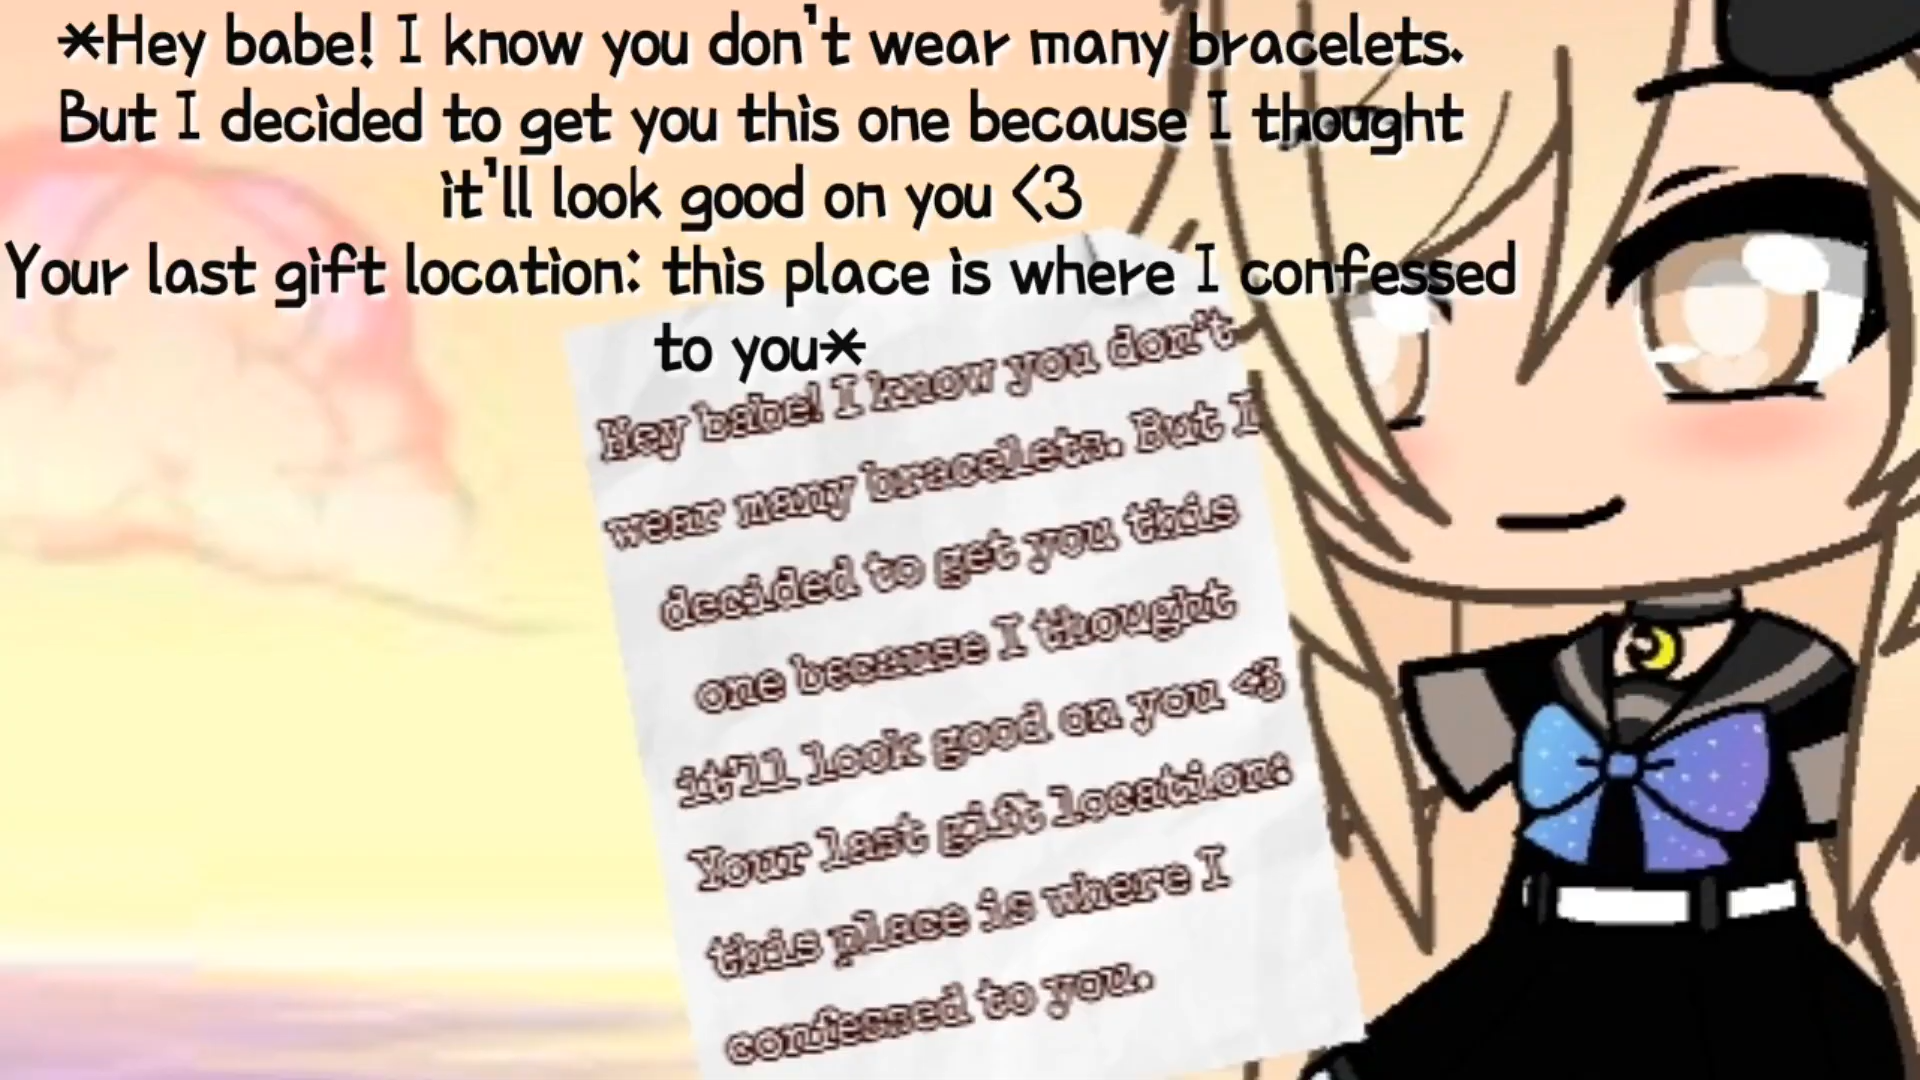 *Hey babe! I know you don't wear many bracelets.
But I decided to get you this one because I thought
it'll look good on you <3
Your last gift location: this place is where I confessed
to you*
Hey babe! I know you don't
wear many bracelets. But I
decided to get you this
one because I thought
it'll look good on you <3
Your last gift location:
this place is where I
confessed to you.